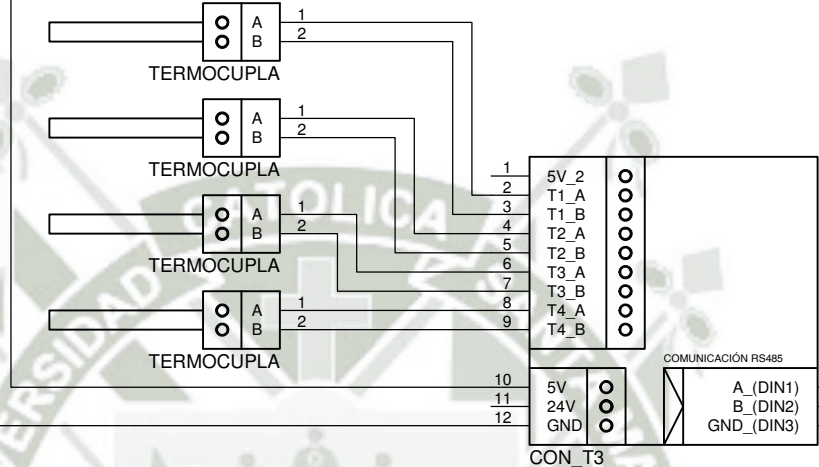 A 1
B 2
TERMOCUPLA
A 1
B 2
TERMOCUPLA
A 1
B 2
TERMOCUPLA
A 1
B 2
TERMOCUPLA
1 5V_2
2 T1_A
3 T1_B
4 T2_A
5 T2_B
6 T3_A
7 T3_B
8 T4_A
9 T4_B
COMUNICACIÓN RS485
10 5V
11 24V
12 GND
A_(DIN1)
B_(DIN2)
GND_(DIN3)
CON_T3
CATOLICA